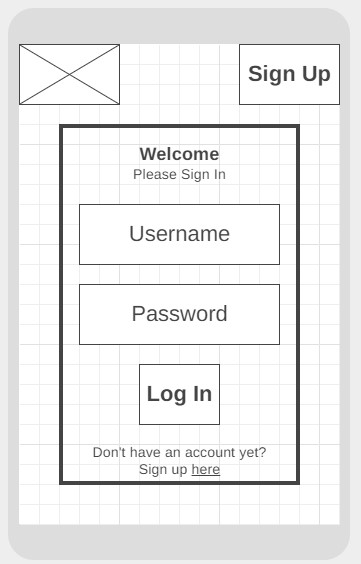 Sign Up
Welcome
Please Sign In
Username
Password
Log In
Don't have an account yet?
Sign up here